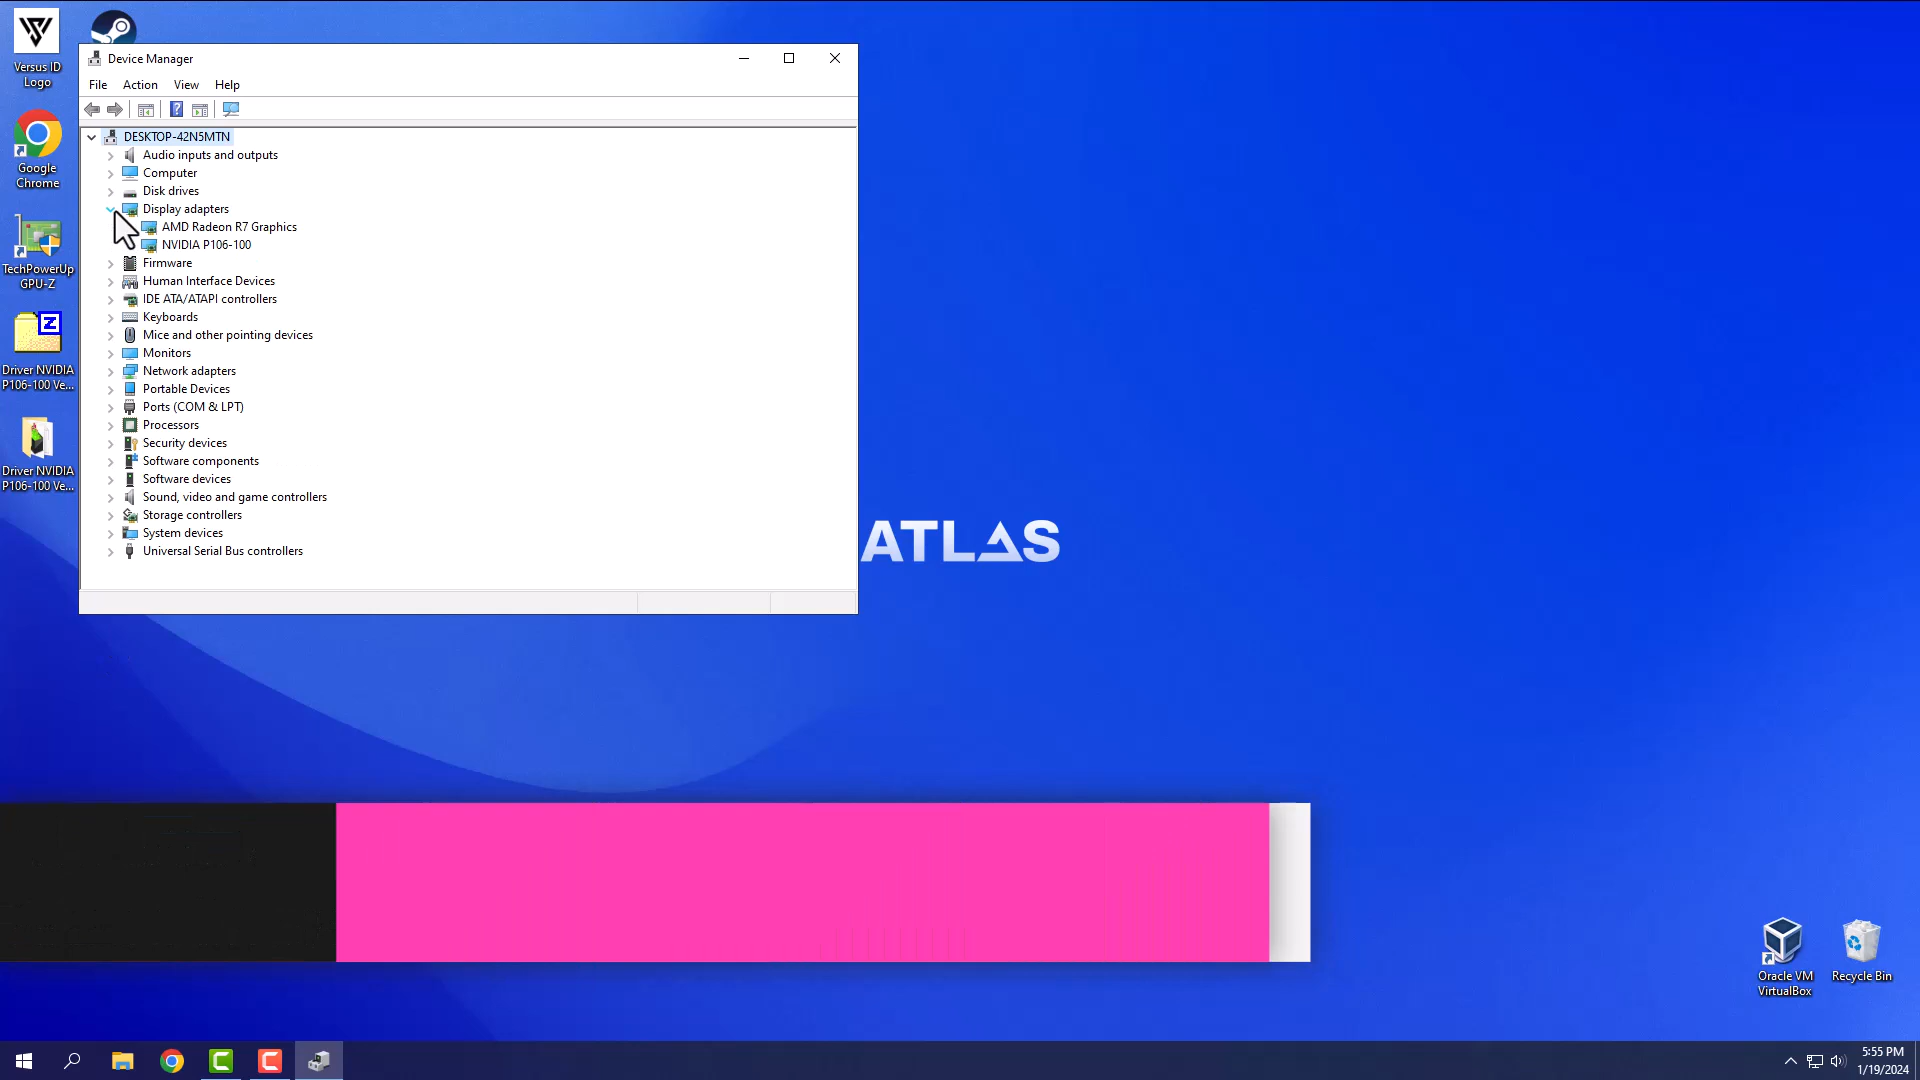 Versus ID
Logo
Google
Chrome
TechPowerUp
GPU-Z
Z
Driver NVIDIA
P106-100 Ve...
Driver NVIDIA
P106-100 Ve...
Device Manager
File Action View Help
DESKTOP-42N5MTN
Audio inputs and outputs
Computer
Disk drives
Display adapters
AMD Radeon R7 Graphics
NVIDIA P106-100
Firmware
Human Interface Devices
IDE ATA/ATAPI controllers
Keyboards
Mice and other pointing devices
Monitors
Network adapters
Portable Devices
Ports (COM & LPT)
Processors
Security devices
Software components
Software devices
Sound, video and game controllers
Storage controllers
System devices
Universal Serial Bus controllers
ATLAS
Oracle VM
VirtualBox
Recycle Bin
5:55 PM
1/19/2024